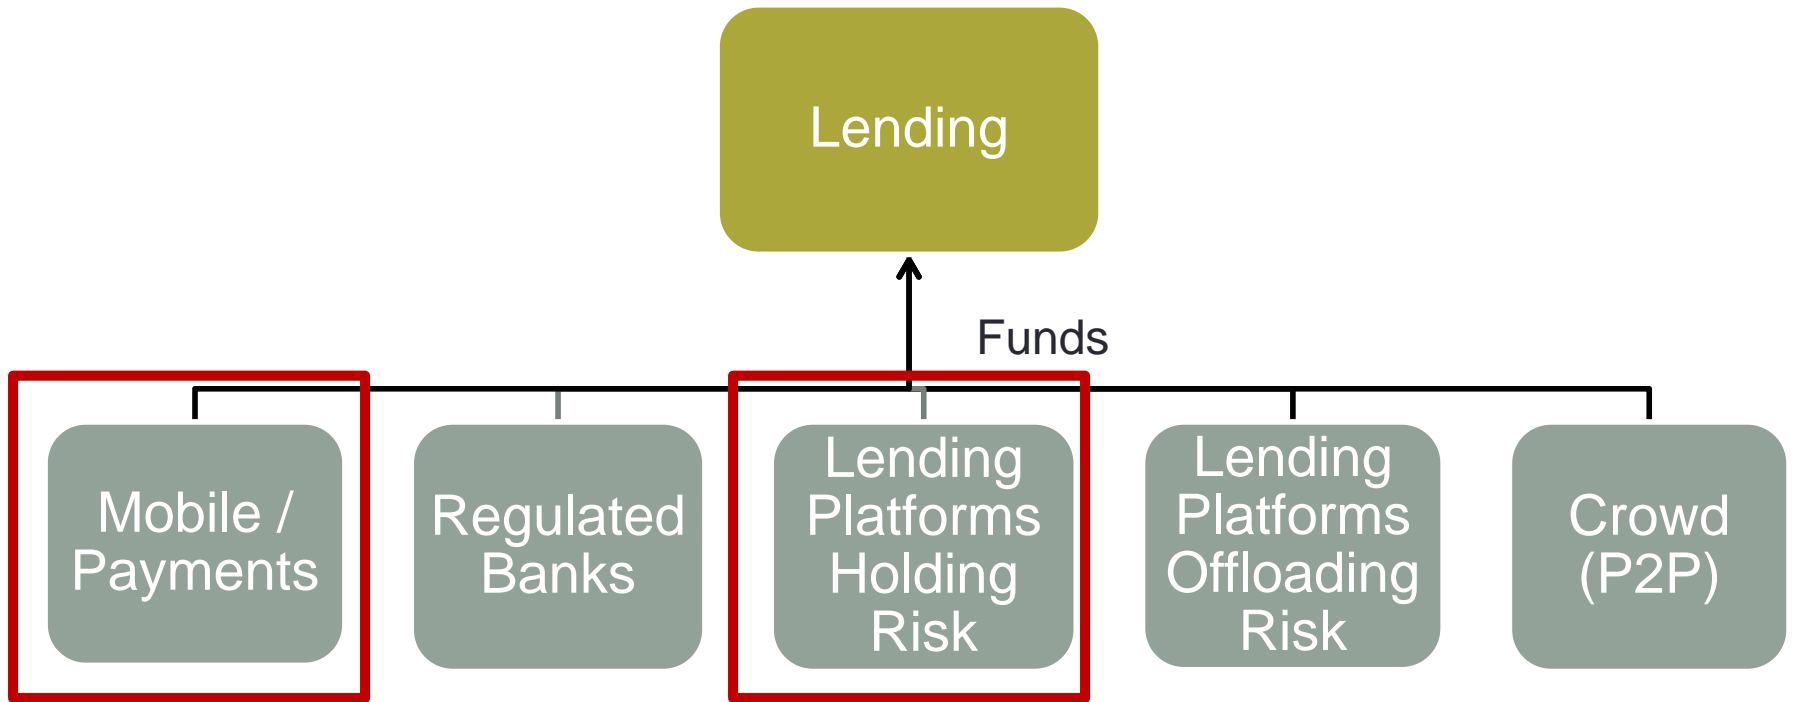 Lending
Funds
Mobile /
Payments
Regulated
Banks
Lending
Platforms
Holding
Risk
Lending
Platforms
Offloading
Risk
Crowd
(P2P)